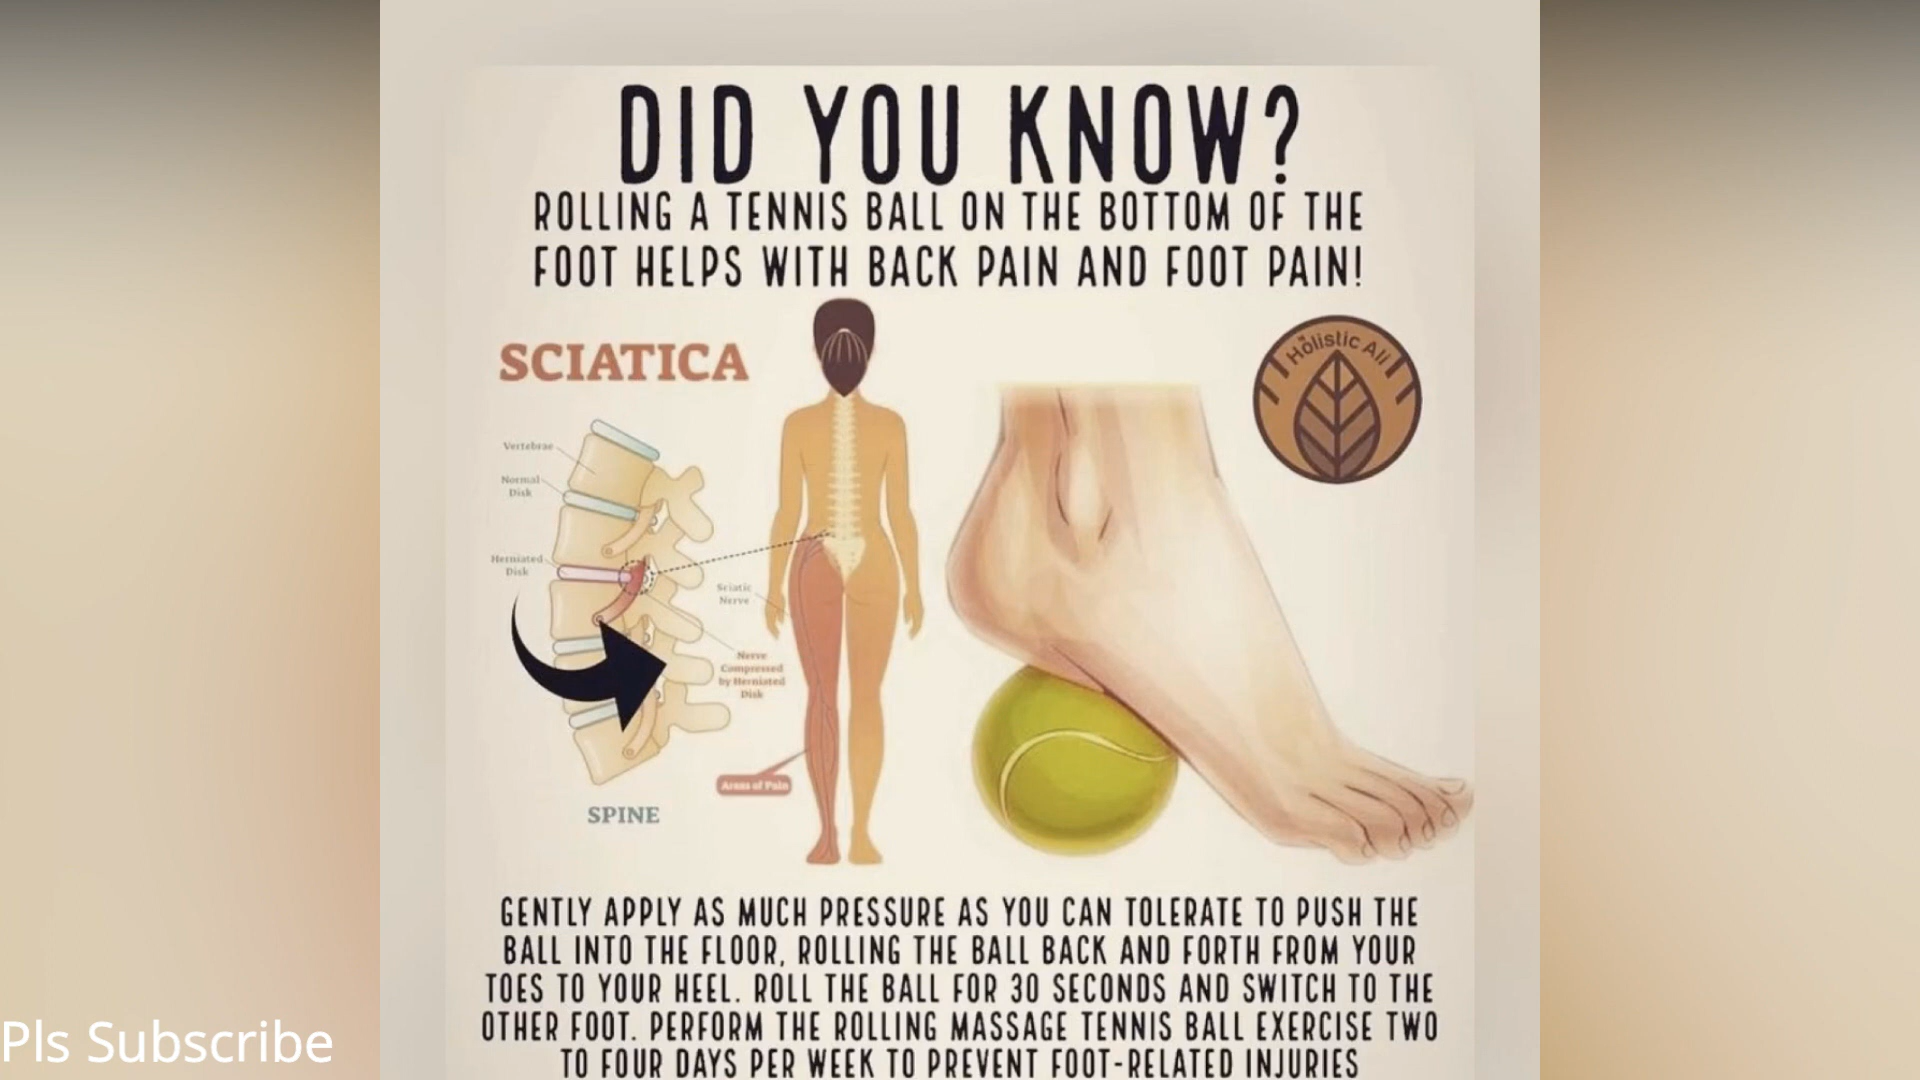 DID YOU KNOW?
ROLLING A TENNIS BALL ON THE BOTTOM OF THE
FOOT HELPS WITH BACK PAIN AND FOOT PAIN!
SCIATICA
Holistic Ali
Vertebrae
Normal
Disk
Herniated
Disk
Sciatic
Nerve
Nerve
Compressed
by Herniated
Disk
Areas of Pain
SPINE
GENTLY APPLY AS MUCH PRESSURE AS YOU CAN TOLERATE TO PUSH THE
BALL INTO THE FLOOR, ROLLING THE BALL BACK AND FORTH FROM YOUR
TOES TO YOUR HEEL. ROLL THE BALL FOR 30 SECONDS AND SWITCH TO THE
OTHER FOOT. PERFORM THE ROLLING MASSAGE TENNIS BALL EXERCISE TWO
TO FOUR DAYS PER WEEK TO PREVENT FOOT-RELATED INJURIES
Pls Subscribe